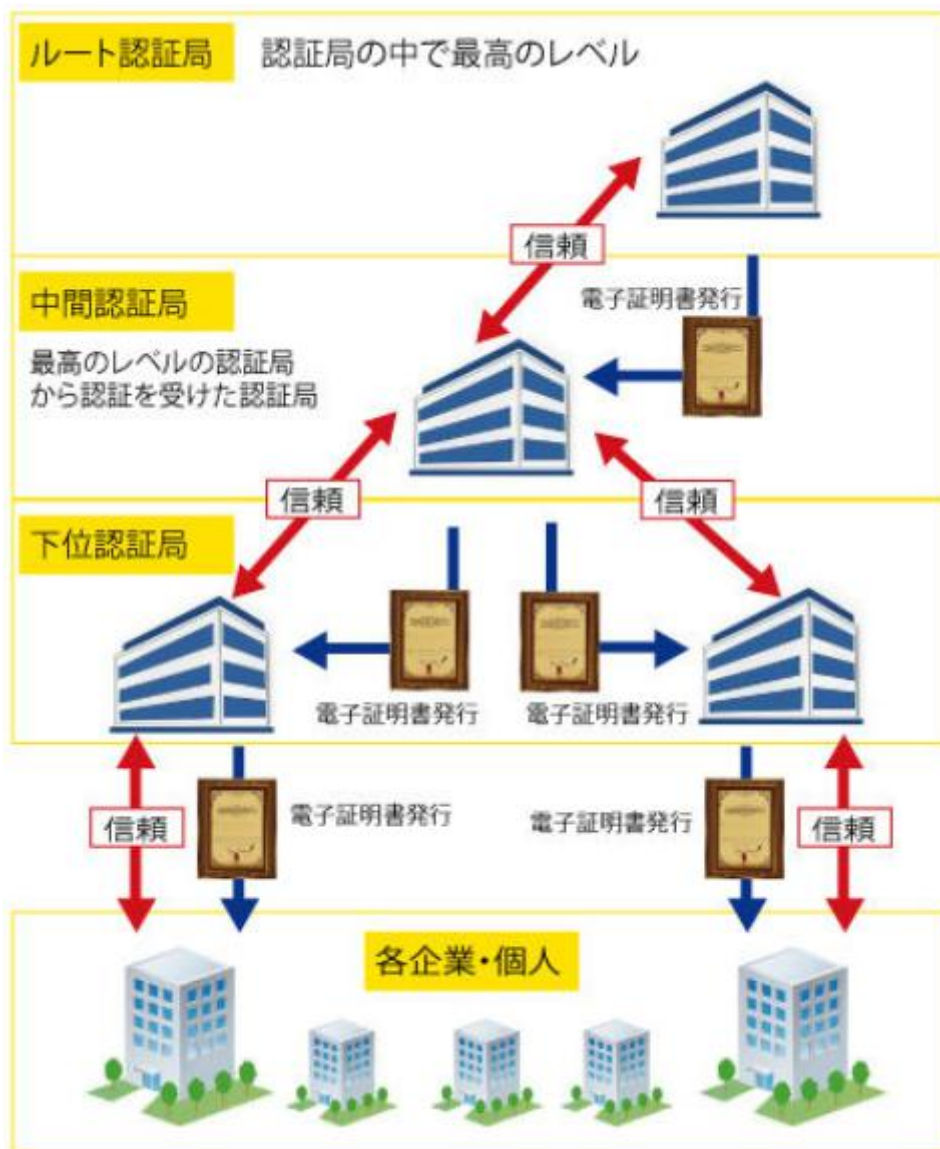 ルート認証局
認証局の中で最高のレベル
信頼
中間認証局
電子証明書発行
最高のレベルの認証局
から認証を受けた認証局
信頼
信頼
下位認証局
電子証明書発行
電子証明書発行
信頼
電子証明書発行
電子証明書発行
信頼
各企業・個人